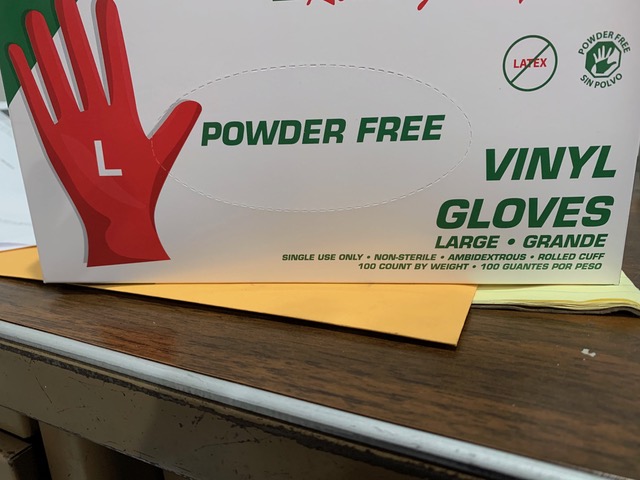 LATEX
POWDER FREE
SIN POLVO
L
POWDER FREE
VINYL
GLOVES
LARGE • GRANDE
SINGLE USE ONLY • NON-STERILE • AMBIDEXTROUS • ROLLED CUFF
100 COUNT BY WEIGHT • 100 GUANTES POR PESO